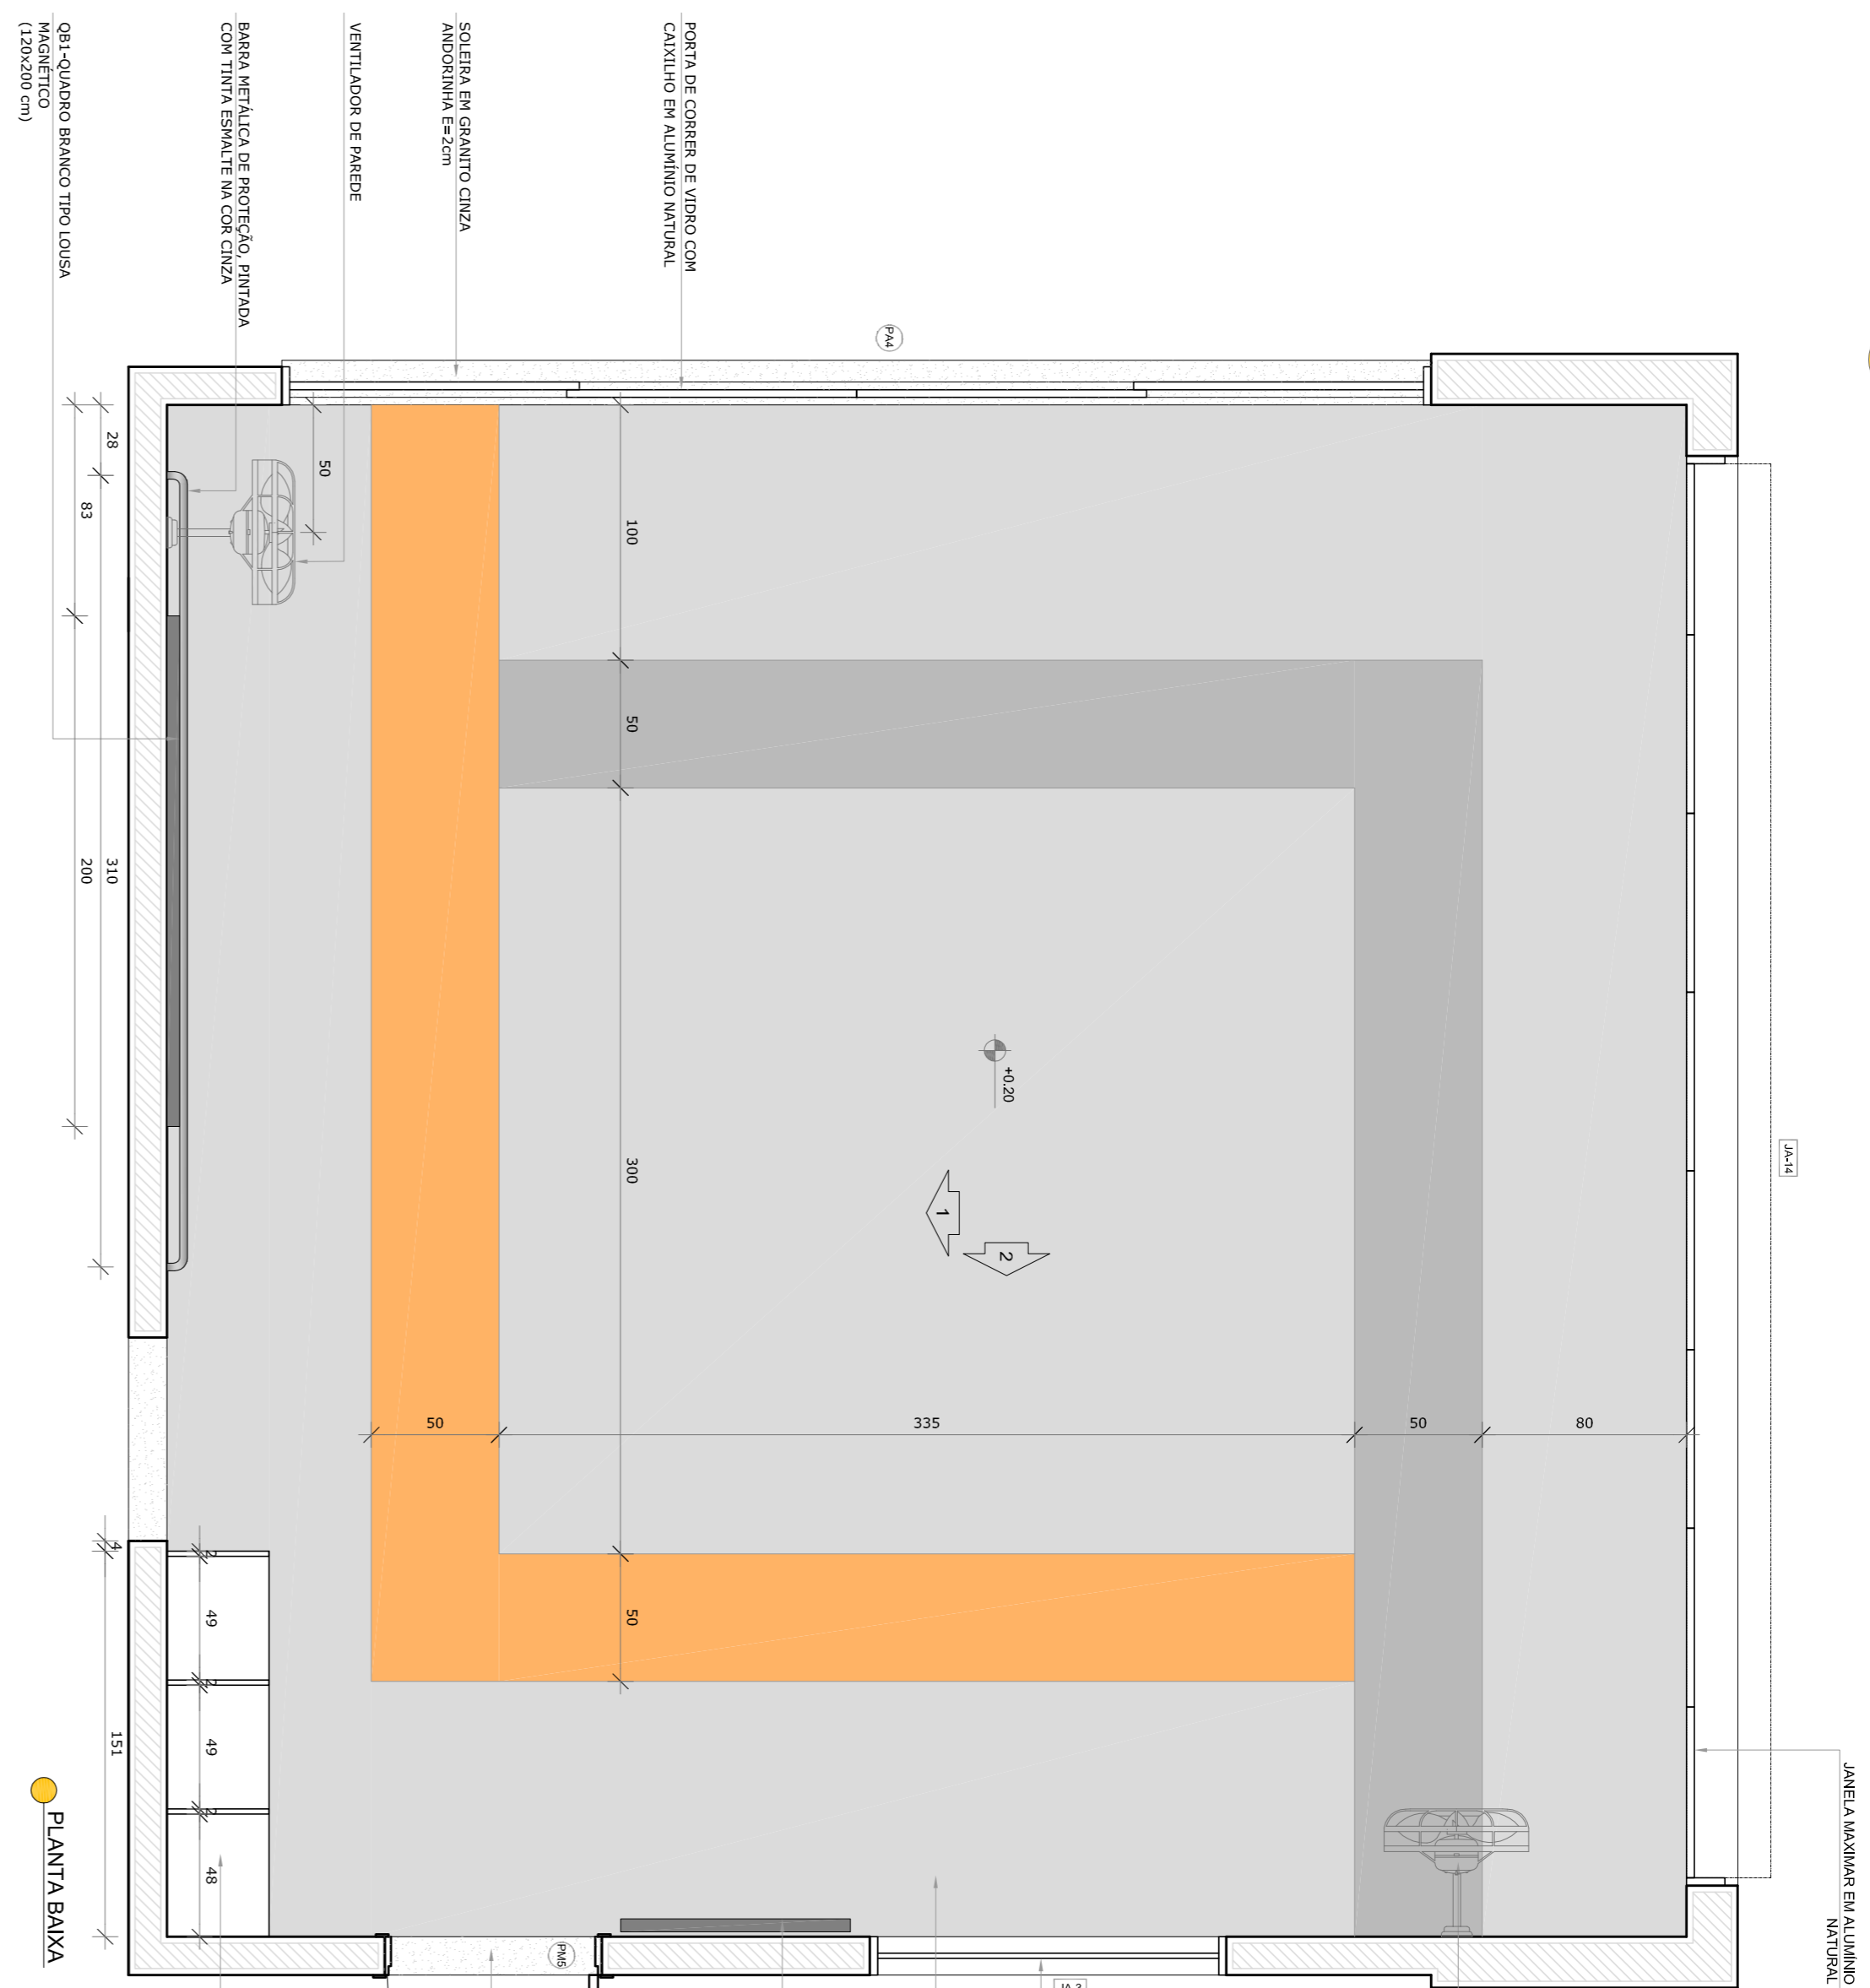 PORTA DE CORRER DE VIDRO COM
CAIXILHO EM ALUMÍNIO NATURAL
SOLEIRA EM GRANITO CINZA
ANDORINHA E=2cm
VENTILADOR DE PAREDE
BARRA METÁLICA DE PROTEÇÃO, PINTADA
COM TINTA ESMALTE NA COR CINZA
QB1-QUADRO BRANCO TIPO LOUSA
MAGNÉTICO
(120x200 cm)
PA4
JA-14
JANELA MAXIMAR EM ALUMÍNIO
NATURAL
28
50
83
100
50
310
200
+0.20
300
1
2
50
335
50
80
4
2
49
50
2
49
151
2
48
PM5
PLANTA BAIXA